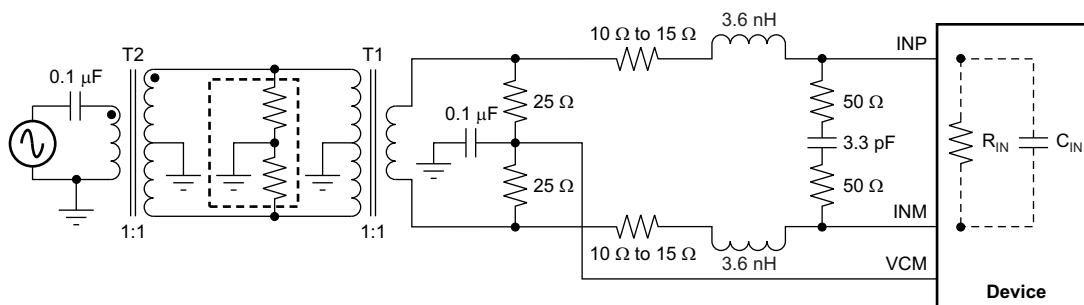 3.6 nH
10 Ω to 15 Ω
T2
T1
INP
0.1 μF
0.1 μF
25 Ω
50 Ω
3.3 pF
R_IN
C_IN
25 Ω
50 Ω
INM
1:1
1:1
10 Ω to 15 Ω
3.6 nH
VCM
Device